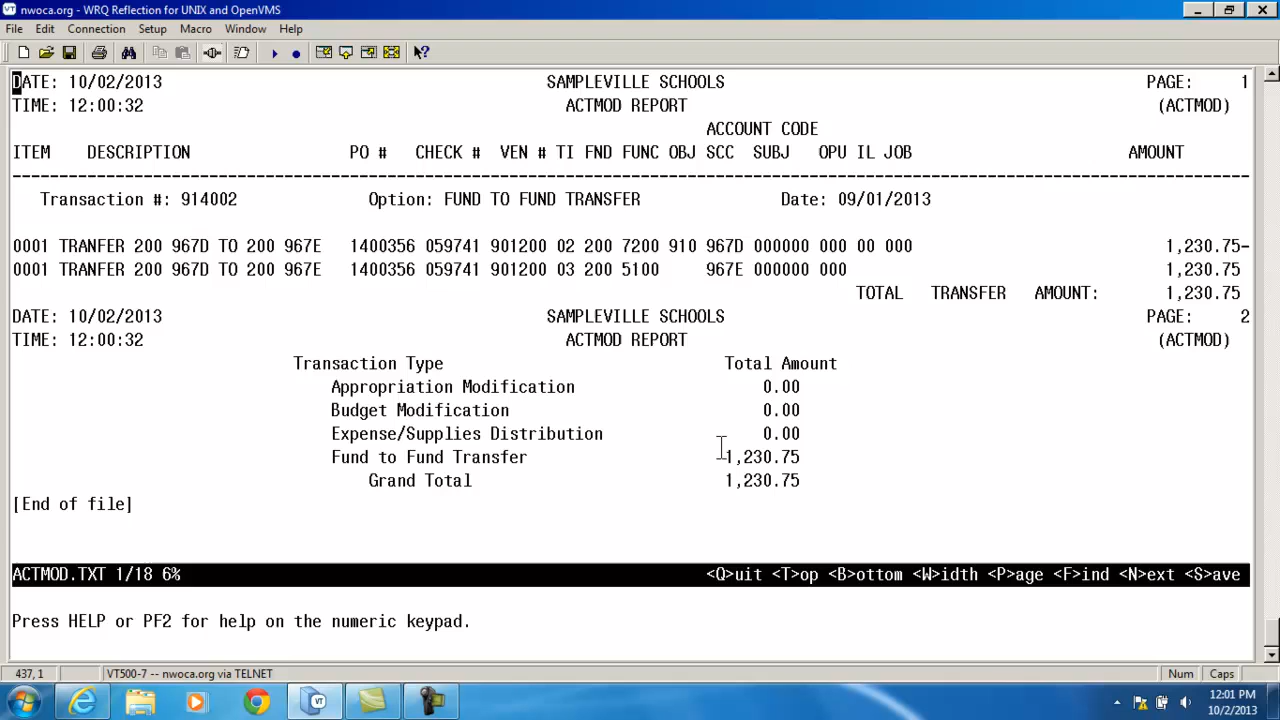 nwoca.org - WRQ Reflection for UNIX and OpenVMS
File Edit Connection Setup Macro Window Help
DATE: 10/02/2013 SAMPLEVILLE SCHOOLS PAGE: 1
TIME: 12:00:32 ACTMOD REPORT (ACTMOD)
ACCOUNT CODE
ITEM DESCRIPTION PO # CHECK # VEN # TI FND FUNC OBJ SCC SUBJ OPU IL JOB AMOUNT
Transaction #: 914002 Option: FUND TO FUND TRANSFER Date: 09/01/2013
0001 TRANFER 200 967D TO 200 967E 1400356 059741 901200 02 200 7200 910 967D 000000 000 00 000 1,230.75-
0001 TRANFER 200 967D TO 200 967E 1400356 059741 901200 03 200 5100 967E 000000 000 1,230.75
TOTAL TRANSFER AMOUNT: 1,230.75
DATE: 10/02/2013 SAMPLEVILLE SCHOOLS PAGE: 2
TIME: 12:00:32 ACTMOD REPORT (ACTMOD)
Transaction Type Total Amount
Appropriation Modification 0.00
Budget Modification 0.00
Expense/Supplies Distribution 0.00
Fund to Fund Transfer 1,230.75
Grand Total 1,230.75
[End of file]
ACTMOD.TXT 1/18 6% <Q>uit <T>op <B>ottom <W>idth <P>age <F>ind <N>ext <S>ave
Press HELP or PF2 for help on the numeric keypad.
437, 1 VT500-7 -- nwoca.org via TELNET Num Caps
12:01 PM
10/2/2013